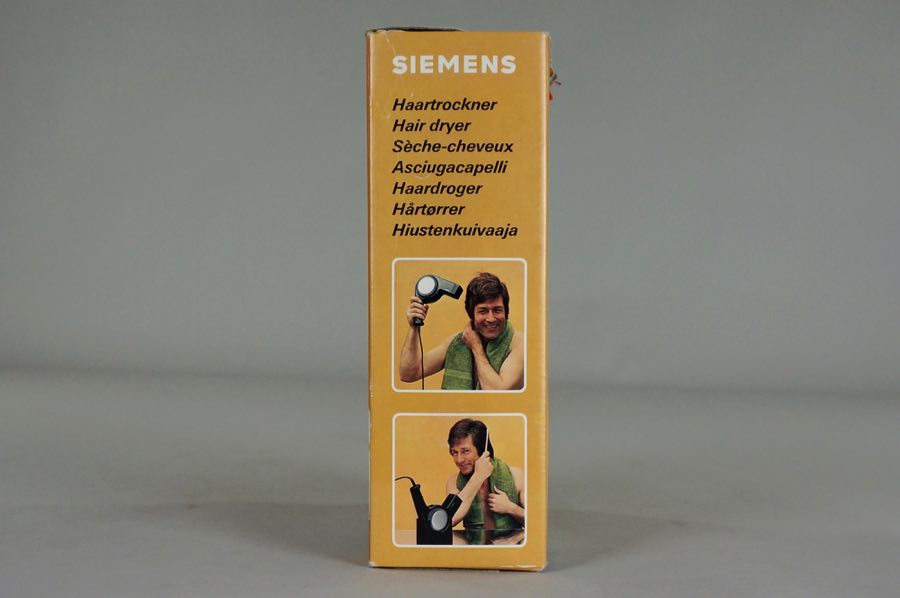 SIEMENS
Haartrockner
Hair dryer
Sèche-cheveux
Asciugacapelli
Haardroger
Hårtørrer
Hiustenkuivaaja